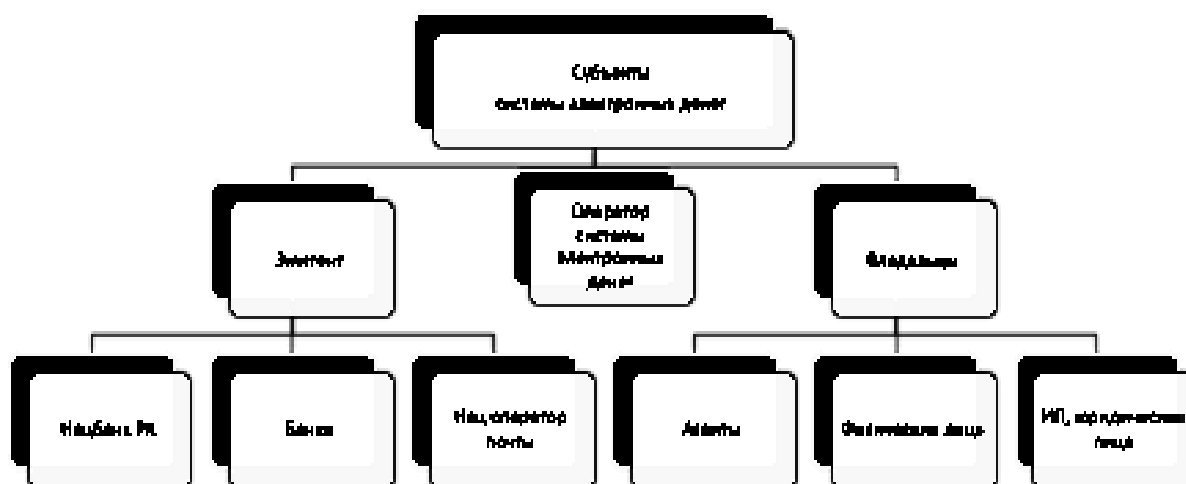 Субъекты
системы электронных денег
Эмитент
Оператор
системы
электронных
денег
Владельцы
Нацбанк РК
Банки
Нац.оператор
почты
Агенты
Физические лица
ИП, юридические
лица